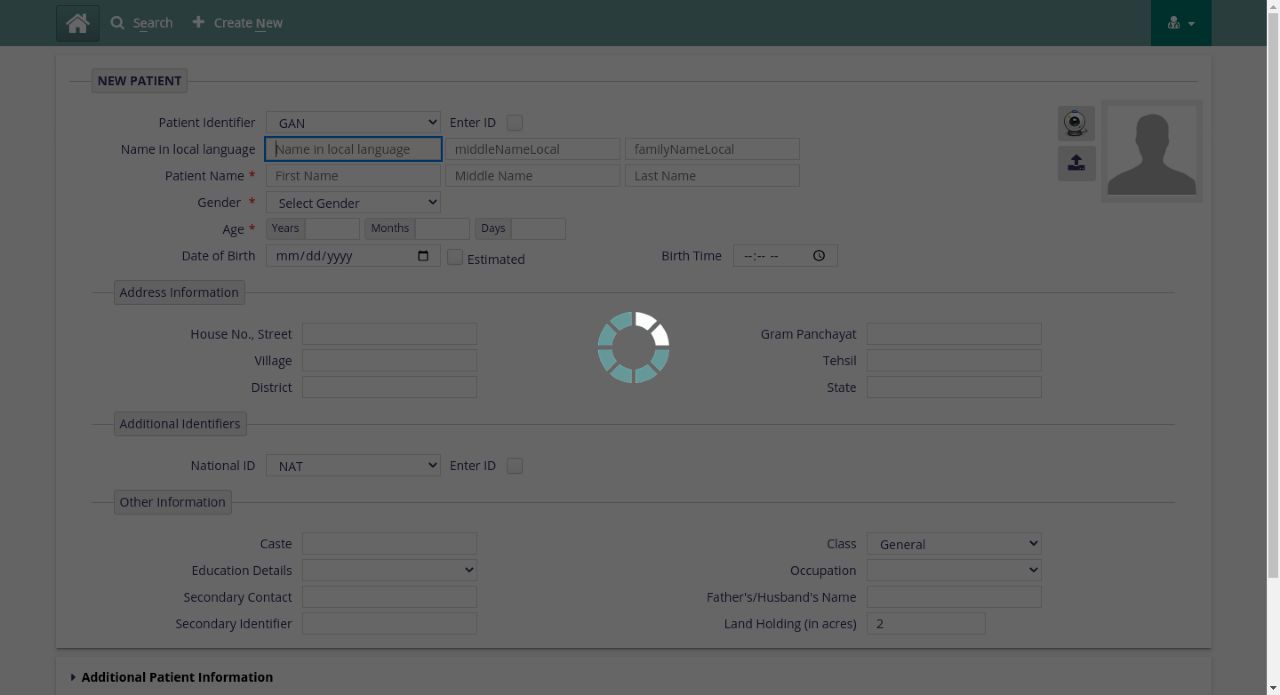 Search Create New
NEW PATIENT
Patient Identifier GAN Enter ID
Name in local language Name in local language middleNameLocal familyNameLocal
Patient Name * First Name Middle Name Last Name
Gender * Select Gender
Age * Years Months Days
Date of Birth mm/dd/yyyy Estimated Birth Time --:-- --
Address Information
House No., Street Gram Panchayat
Village Tehsil
District State
Additional Identifiers
National ID NAT Enter ID
Other Information
Caste Class General
Education Details Occupation
Secondary Contact Father's/Husband's Name
Secondary Identifier Land Holding (in acres) 2
Additional Patient Information